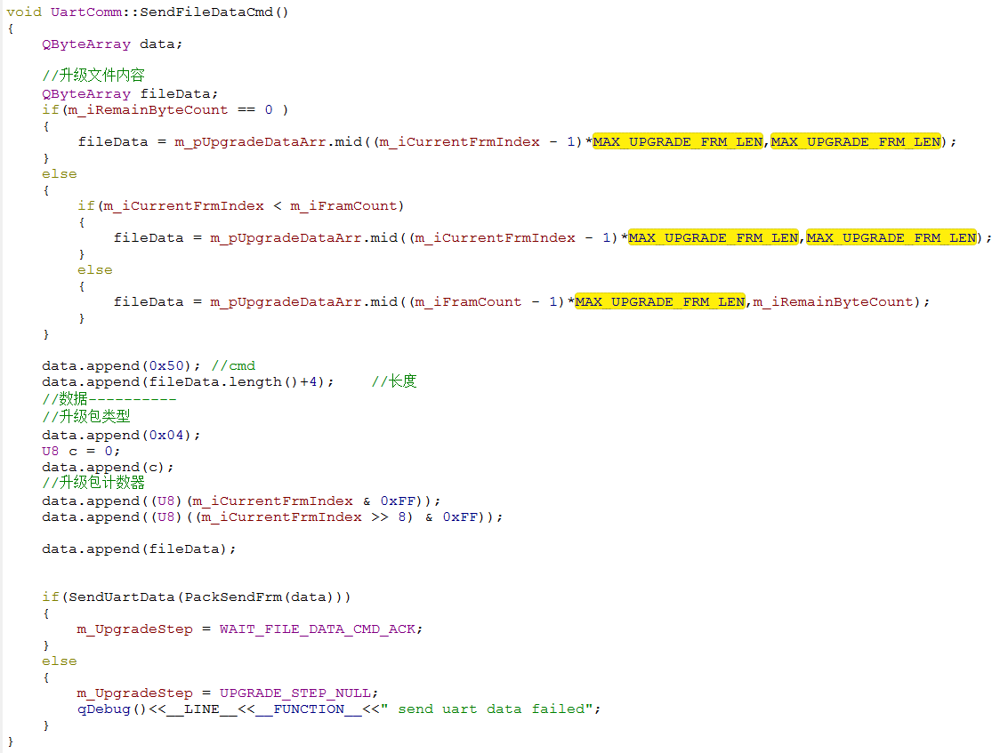 void UartComm::SendFileDataCmd()
{
    QByteArray data;

    //升级文件内容
    QByteArray fileData;
    if(m_iRemainByteCount == 0 )
    {
        fileData = m_pUpgradeDataArr.mid((m_iCurrentFrmIndex - 1)*MAX_UPGRADE_FRM_LEN,MAX_UPGRADE_FRM_LEN);
    }
    else
    {
        if(m_iCurrentFrmIndex < m_iFramCount)
        {
            fileData = m_pUpgradeDataArr.mid((m_iCurrentFrmIndex - 1)*MAX_UPGRADE_FRM_LEN,MAX_UPGRADE_FRM_LEN);
        }
        else
        {
            fileData = m_pUpgradeDataArr.mid((m_iFramCount - 1)*MAX_UPGRADE_FRM_LEN,m_iRemainByteCount);
        }
    }

    data.append(0x50); //cmd
    data.append(fileData.length()+4);    //长度
    //数据----------
    //升级包类型
    data.append(0x04);
    U8 c = 0;
    data.append(c);
    //升级包计数器
    data.append((U8)(m_iCurrentFrmIndex & 0xFF));
    data.append((U8)((m_iCurrentFrmIndex >> 8) & 0xFF));

    data.append(fileData);


    if(SendUartData(PackSendFrm(data)))
    {
        m_UpgradeStep = WAIT_FILE_DATA_CMD_ACK;
    }
    else
    {
        m_UpgradeStep = UPGRADE_STEP_NULL;
        qDebug()<<__LINE__<<__FUNCTION__<<" send uart data failed";
    }
}